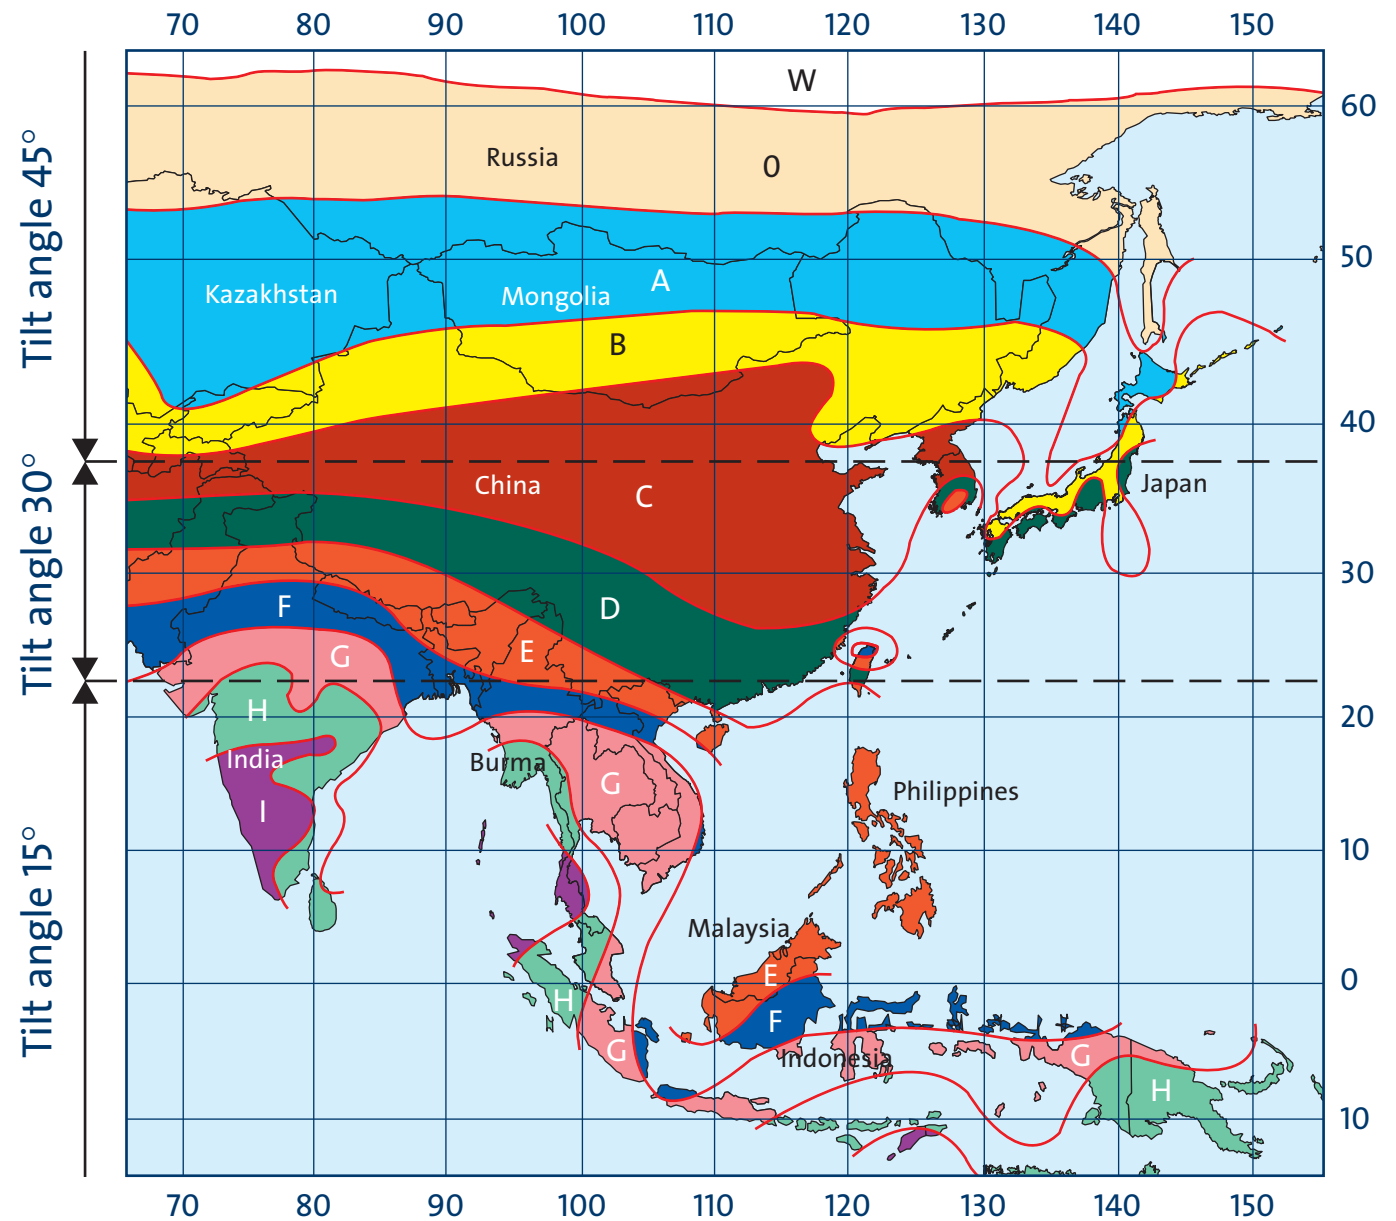 70 80 90 100 110 120 130 140 150
W
60
Tilt angle 45°
Russia
O
50
A
Kazakhstan
Mongolia
B
40
Tilt angle 30°
China
C
Japan
30
F
D
E
G
H
20
India
Burma
G
Philippines
I
Tilt angle 15°
10
Malaysia
E
0
H
F
G
Indonesia
G
H
10
70 80 90 100 110 120 130 140 150